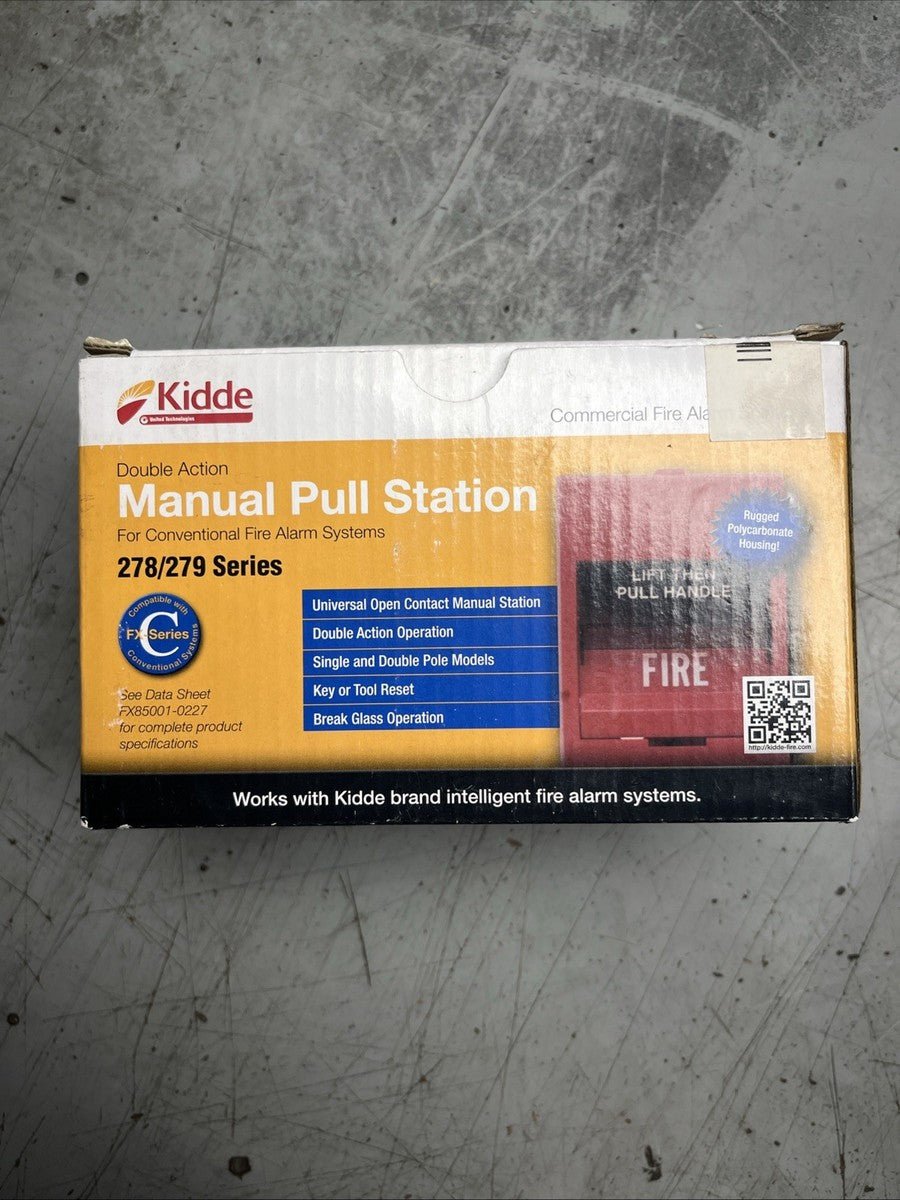 Kidde
United Technologies
Commercial Fire
Double Action
Manual Pull Station
For Conventional Fire Alarm Systems
278/279 Series
Compatible with
C
FX-Series
Conventional Systems
See Data Sheet
FX85001-0227
for complete product
specifications
Universal Open Contact Manual Station
Double Action Operation
Single and Double Pole Models
Key or Tool Reset
Break Glass Operation
Rugged
Polycarbonate
Housing!
LIFT THEN
PULL HANDLE
FIRE
http://kidde-fire.com
Works with Kidde brand intelligent fire alarm systems.